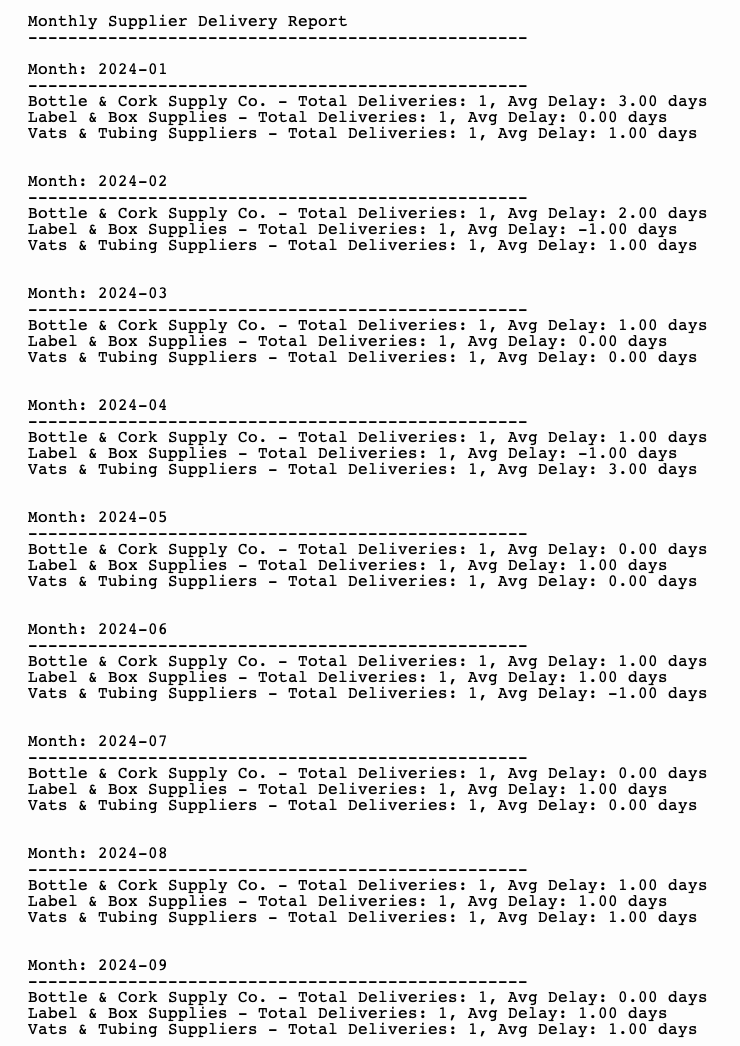 Monthly Supplier Delivery Report
--------------------------------------------------
Month: 2024-01
--------------------------------------------------
Bottle & Cork Supply Co. - Total Deliveries: 1, Avg Delay: 3.00 days
Label & Box Supplies - Total Deliveries: 1, Avg Delay: 0.00 days
Vats & Tubing Suppliers - Total Deliveries: 1, Avg Delay: 1.00 days
Month: 2024-02
--------------------------------------------------
Bottle & Cork Supply Co. - Total Deliveries: 1, Avg Delay: 2.00 days
Label & Box Supplies - Total Deliveries: 1, Avg Delay: -1.00 days
Vats & Tubing Suppliers - Total Deliveries: 1, Avg Delay: 1.00 days
Month: 2024-03
--------------------------------------------------
Bottle & Cork Supply Co. - Total Deliveries: 1, Avg Delay: 1.00 days
Label & Box Supplies - Total Deliveries: 1, Avg Delay: 0.00 days
Vats & Tubing Suppliers - Total Deliveries: 1, Avg Delay: 0.00 days
Month: 2024-04
--------------------------------------------------
Bottle & Cork Supply Co. - Total Deliveries: 1, Avg Delay: 1.00 days
Label & Box Supplies - Total Deliveries: 1, Avg Delay: -1.00 days
Vats & Tubing Suppliers - Total Deliveries: 1, Avg Delay: 3.00 days
Month: 2024-05
--------------------------------------------------
Bottle & Cork Supply Co. - Total Deliveries: 1, Avg Delay: 0.00 days
Label & Box Supplies - Total Deliveries: 1, Avg Delay: 1.00 days
Vats & Tubing Suppliers - Total Deliveries: 1, Avg Delay: 0.00 days
Month: 2024-06
--------------------------------------------------
Bottle & Cork Supply Co. - Total Deliveries: 1, Avg Delay: 1.00 days
Label & Box Supplies - Total Deliveries: 1, Avg Delay: 1.00 days
Vats & Tubing Suppliers - Total Deliveries: 1, Avg Delay: -1.00 days
Month: 2024-07
--------------------------------------------------
Bottle & Cork Supply Co. - Total Deliveries: 1, Avg Delay: 0.00 days
Label & Box Supplies - Total Deliveries: 1, Avg Delay: 1.00 days
Vats & Tubing Suppliers - Total Deliveries: 1, Avg Delay: 0.00 days
Month: 2024-08
--------------------------------------------------
Bottle & Cork Supply Co. - Total Deliveries: 1, Avg Delay: 1.00 days
Label & Box Supplies - Total Deliveries: 1, Avg Delay: 1.00 days
Vats & Tubing Suppliers - Total Deliveries: 1, Avg Delay: 1.00 days
Month: 2024-09
--------------------------------------------------
Bottle & Cork Supply Co. - Total Deliveries: 1, Avg Delay: 0.00 days
Label & Box Supplies - Total Deliveries: 1, Avg Delay: 1.00 days
Vats & Tubing Suppliers - Total Deliveries: 1, Avg Delay: 1.00 days